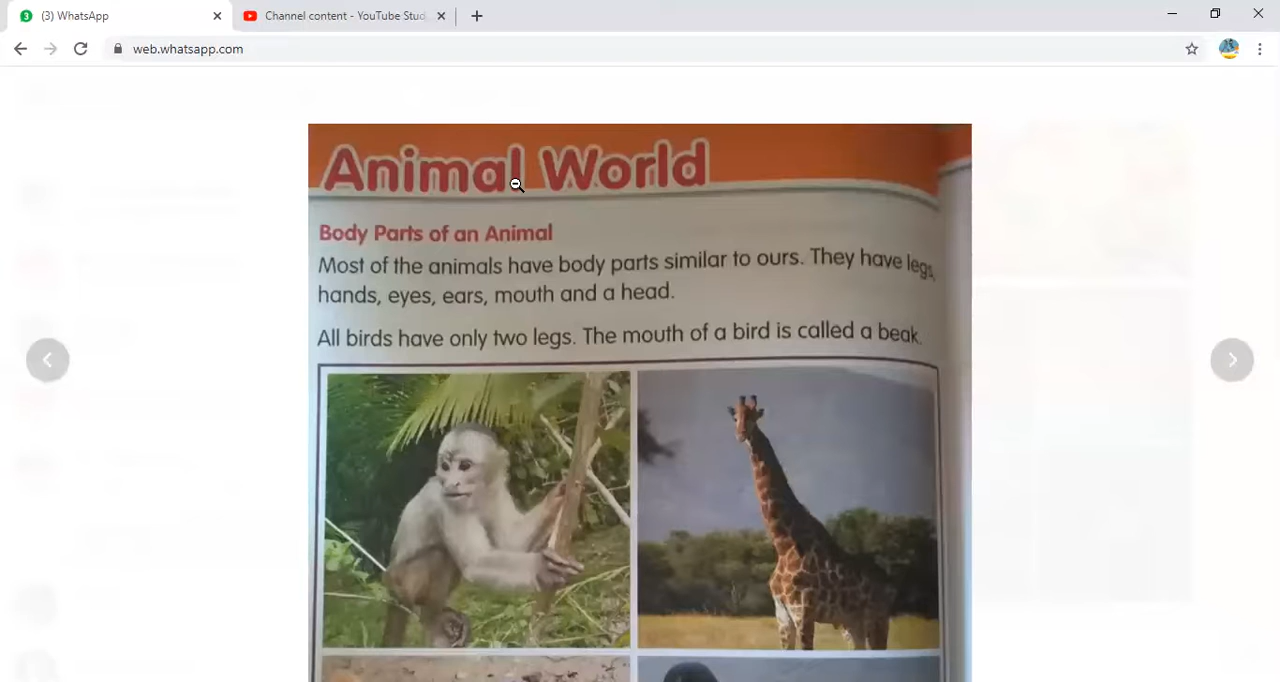 (3) WhatsApp
Channel content - YouTube Stud
web.whatsapp.com
Animal World
Body Parts of an Animal
Most of the animals have body parts similar to ours. They have legs,
hands, eyes, ears, mouth and a head.
All birds have only two legs. The mouth of a bird is called a beak.